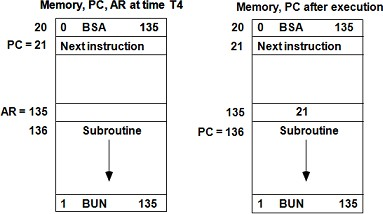 Memory, PC, AR at time T4
20 0 BSA 135
PC = 21 Next instruction
AR = 135
136 Subroutine
1 BUN 135
Memory, PC after execution
20 0 BSA 135
21 Next instruction
135 21
PC = 136 Subroutine
1 BUN 135